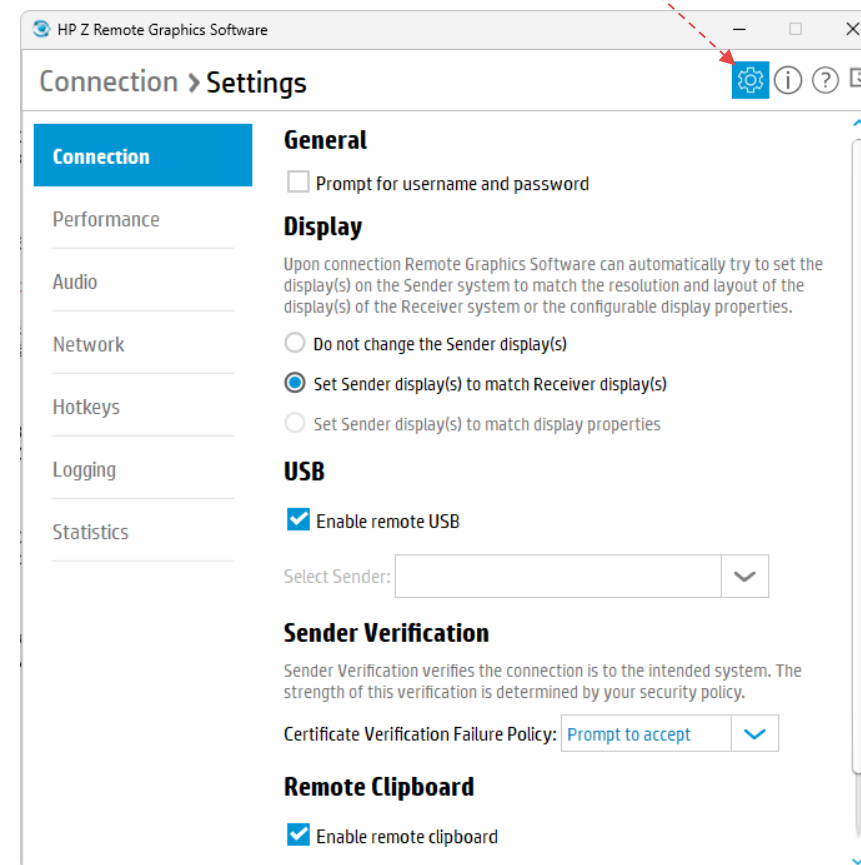 HP Z Remote Graphics Software
Connection > Settings
Connection
Performance
Audio
Network
Hotkeys
Logging
Statistics
General
Prompt for username and password
Display
Upon connection Remote Graphics Software can automatically try to set the
display(s) on the Sender system to match the resolution and layout of the
display(s) of the Receiver system or the configurable display properties.
Do not change the Sender display(s)
Set Sender display(s) to match Receiver display(s)
Set Sender display(s) to match display properties
USB
Enable remote USB
Select Sender:
Sender Verification
Sender Verification verifies the connection is to the intended system. The
strength of this verification is determined by your security policy.
Certificate Verification Failure Policy: Prompt to accept
Remote Clipboard
Enable remote clipboard